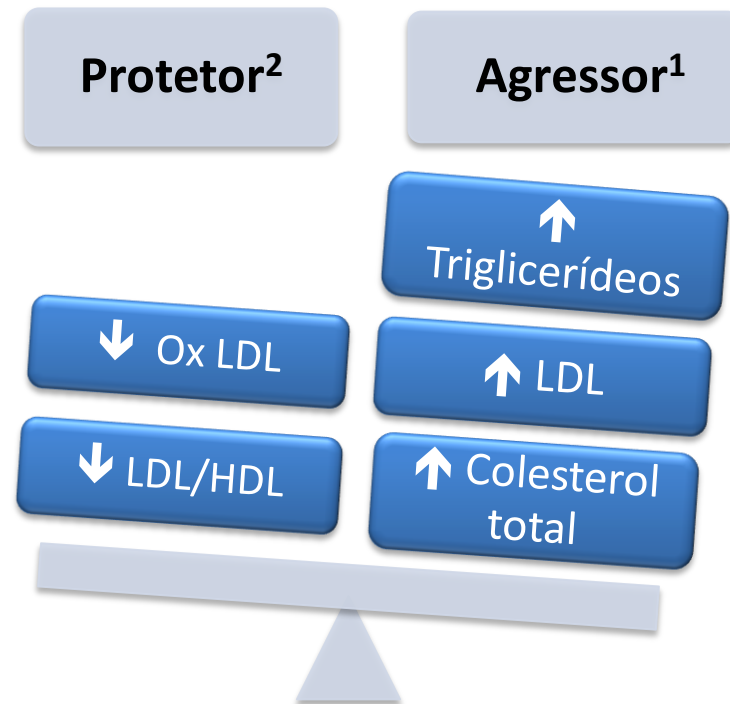 Protetor²
Agressor¹
↑
Triglicerídeos
↓ Ox LDL
↑ LDL
↓ LDL/HDL
↑ Colesterol
total